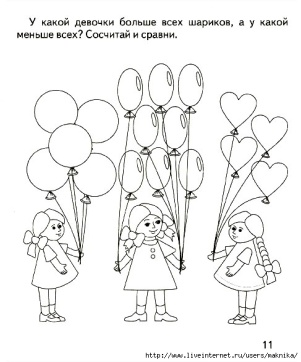 У какой девочки больше всех шариков, а у какой
меньше всех? Сосчитай и сравни.
11
http://www.liveinternet.ru/users/maknika/